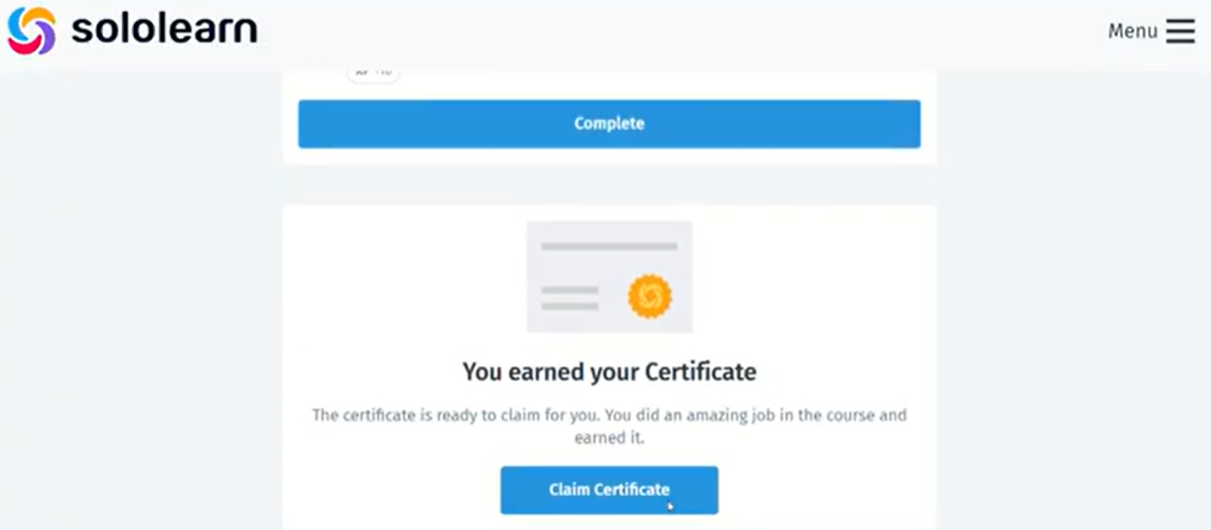 sololearn
Menu
Complete
You earned your Certificate
The certificate is ready to claim for you. You did an amazing job in the course and
earned it.
Claim Certificate